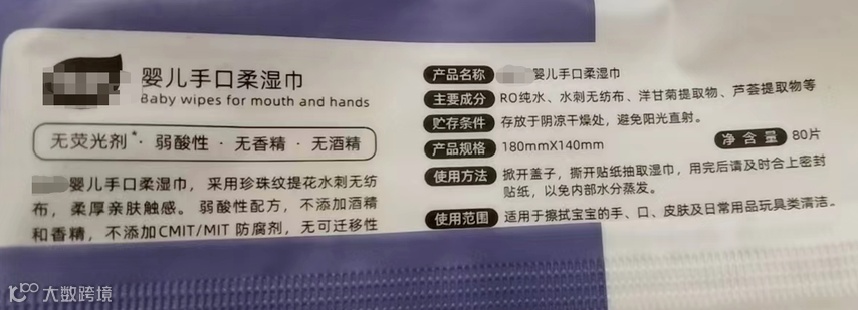 婴儿手口柔湿巾
Baby wipes for mouth and hands
无荧光剂*· 弱酸性 · 无香精 · 无酒精
婴儿手口柔湿巾，采用珍珠纹提花水刺无纺
布，柔厚亲肤触感。弱酸性配方，不添加酒精
和香精，不添加CMIT/MIT 防腐剂，无可迁移性
产品名称 婴儿手口柔湿巾
主要成分 RO纯水、水刺无纺布、洋甘菊提取物、芦荟提取物等
贮存条件 存放于阴凉干燥处，避免阳光直射。
产品规格 180mmX140mm 净含量 80片
使用方法 掀开盖子，撕开贴纸抽取湿巾，用完后请及时合上密封
贴纸，以免内部水分蒸发。
使用范围 适用于擦拭宝宝的手、口、皮肤及日常用品玩具类清洁。
大数跨境